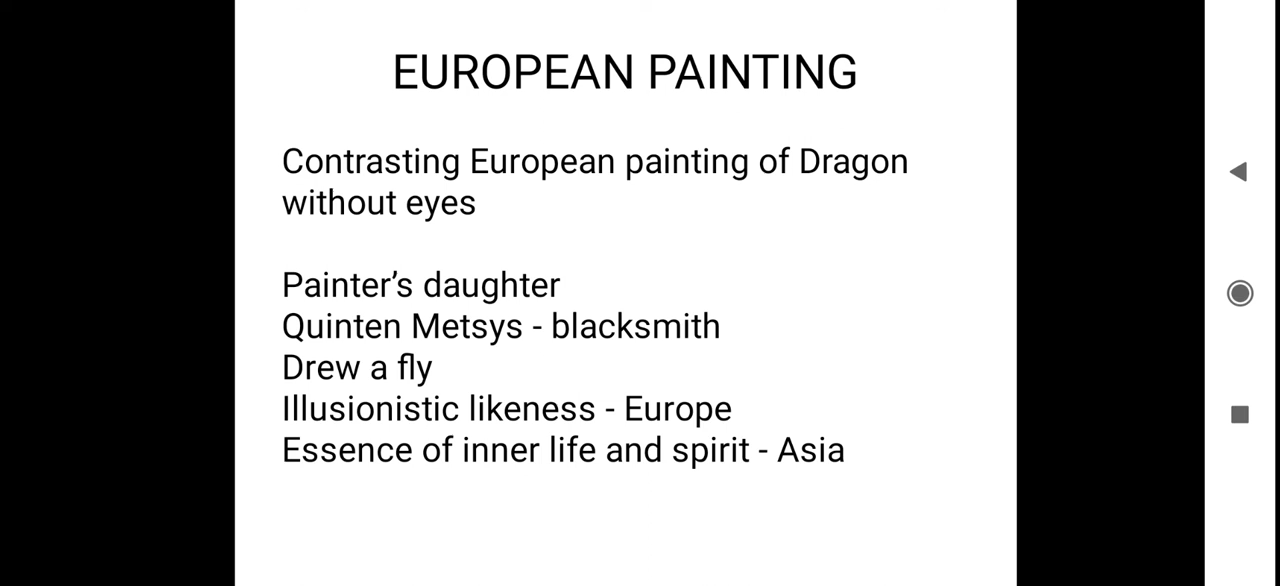 EUROPEAN PAINTING
Contrasting European painting of Dragon
without eyes
Painter’s daughter
Quinten Metsys - blacksmith
Drew a fly
Illusionistic likeness - Europe
Essence of inner life and spirit - Asia